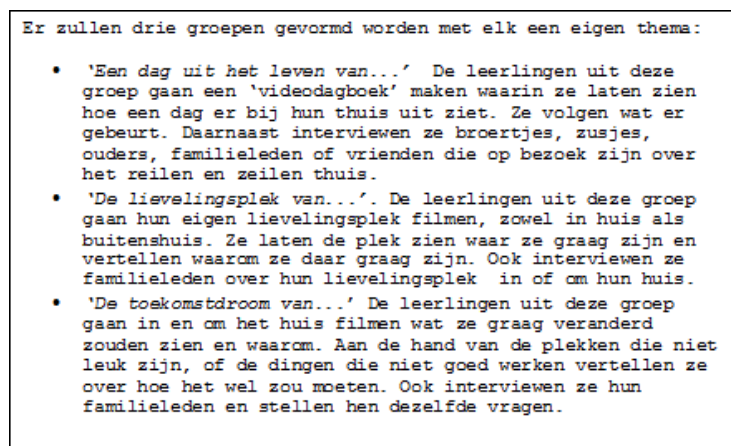 Er zullen drie groepen gevormd worden met elk een eigen thema:
• ‘Een dag uit het leven van...’ De leerlingen uit deze
groep gaan een ‘videodagboek’ maken waarin ze laten zien
hoe een dag er bij hun thuis uit ziet. Ze volgen wat er
gebeurt. Daarnaast interviewen ze broertjes, zusjes,
ouders, familieleden of vrienden die op bezoek zijn over
het reilen en zeilen thuis.
• ‘De lievelingsplek van...’. De leerlingen uit deze groep
gaan hun eigen lievelingsplek filmen, zowel in huis als
buitenshuis. Ze laten de plek zien waar ze graag zijn en
vertellen waarom ze daar graag zijn. Ook interviewen ze
familieleden over hun lievelingsplek in of om hun huis.
• ‘De toekomstdroom van...’ De leerlingen uit deze groep
gaan in en om het huis filmen wat ze graag veranderd
zouden zien en waarom. Aan de hand van de plekken die niet
leuk zijn, of de dingen die niet goed werken vertellen ze
over hoe het wel zou moeten. Ook interviewen ze hun
familieleden en stellen hen dezelfde vragen.